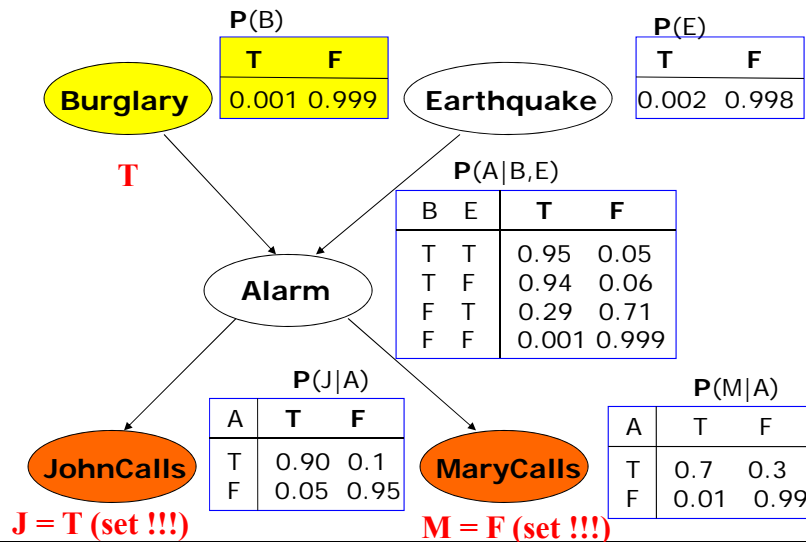 P(B)
T F
0.001 0.999
Burglary
T
P(E)
T F
0.002 0.998
Earthquake
P(A|B,E)
B E T F
T T 0.95 0.05
T F 0.94 0.06
F T 0.29 0.71
F F 0.001 0.999
Alarm
P(J|A)
A T F
T 0.90 0.1
F 0.05 0.95
JohnCalls
J = T (set !!!)
P(M|A)
A T F
T 0.7 0.3
F 0.01 0.99
MaryCalls
M = F (set !!!)